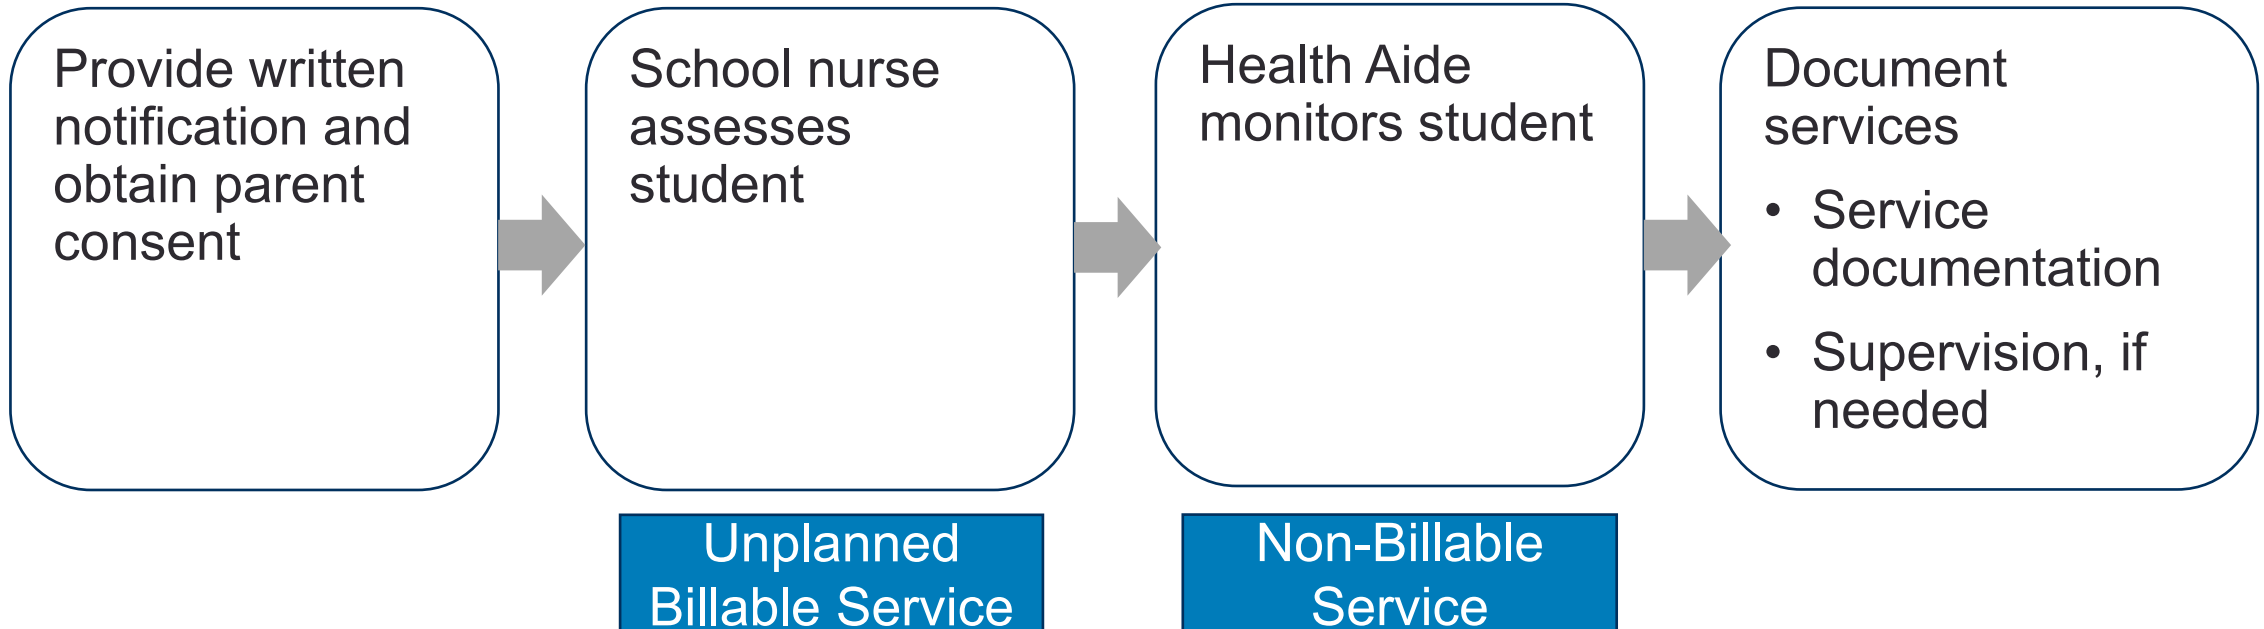 Provide written
notification and
obtain parent
consent
School nurse
assesses
student
Unplanned
Billable Service
Health Aide
monitors student
Non-Billable
Service
Document
services
• Service
documentation
• Supervision, if
needed